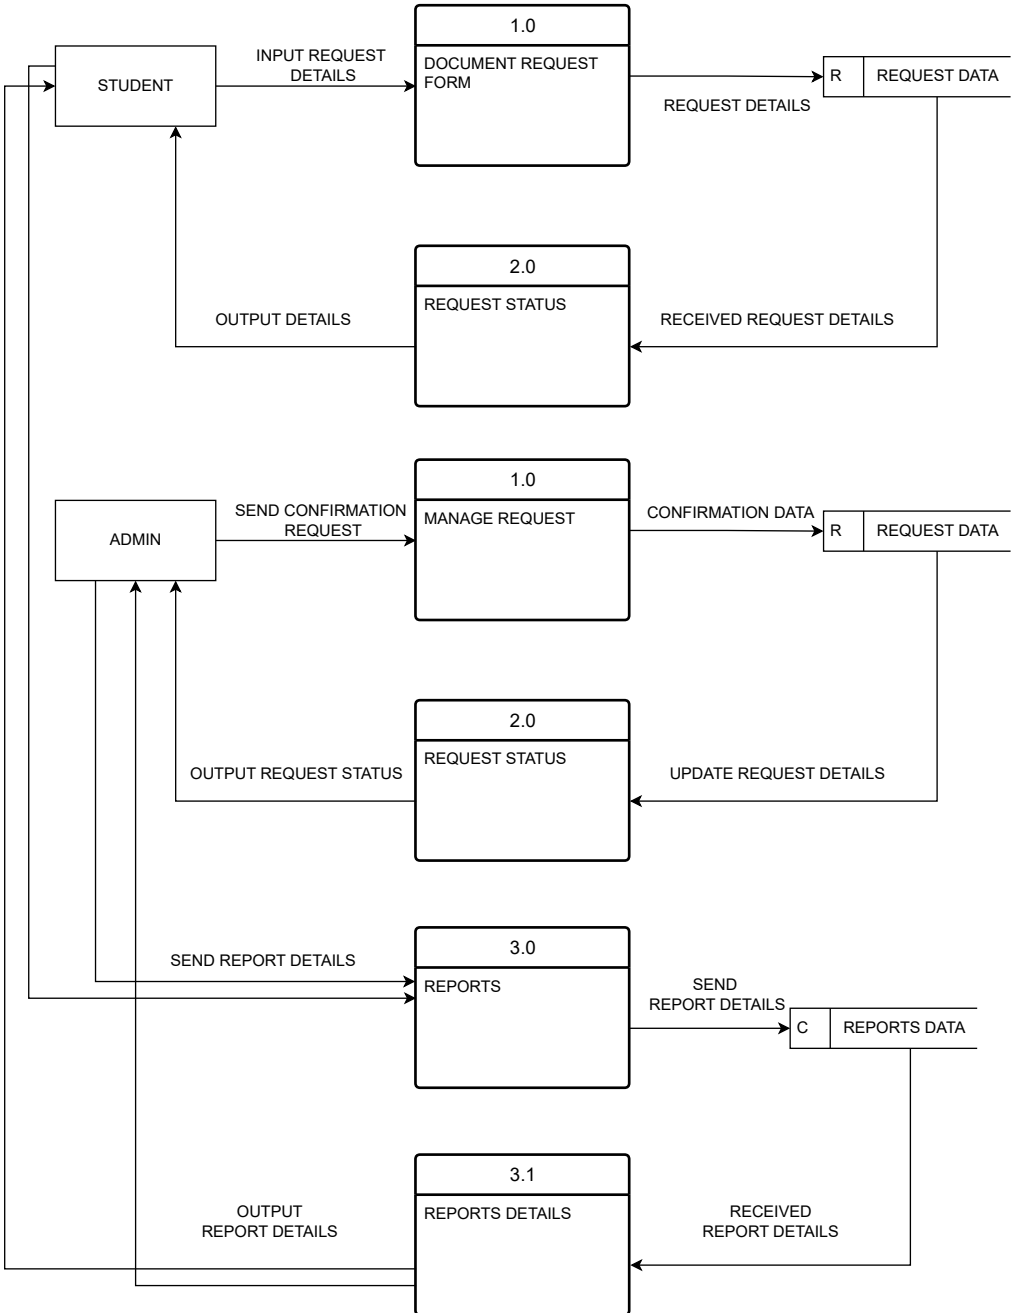 1.0
INPUT REQUEST
DETAILS
DOCUMENT REQUEST
FORM
STUDENT
R
REQUEST DATA
REQUEST DETAILS
2.0
REQUEST STATUS
OUTPUT DETAILS
RECEIVED REQUEST DETAILS
1.0
SEND CONFIRMATION
REQUEST
MANAGE REQUEST
CONFIRMATION DATA
ADMIN
R
REQUEST DATA
2.0
REQUEST STATUS
OUTPUT REQUEST STATUS
UPDATE REQUEST DETAILS
3.0
SEND REPORT DETAILS
REPORTS
SEND
REPORT DETAILS
C
REPORTS DATA
3.1
REPORTS DETAILS
OUTPUT
REPORT DETAILS
RECEIVED
REPORT DETAILS